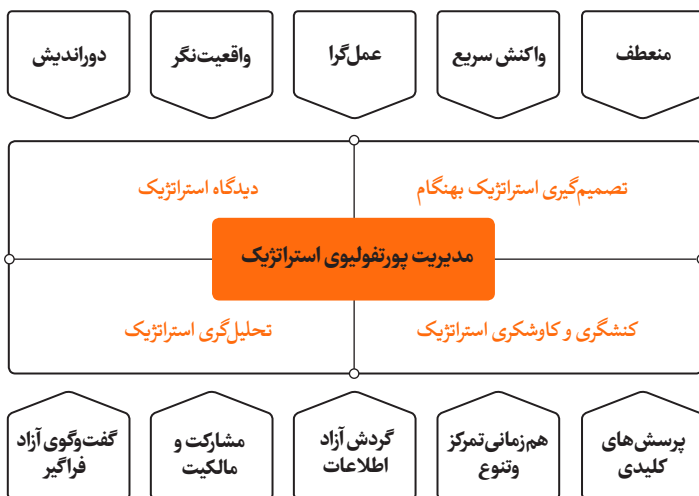 منعطف
واکنش سریع
عمل‌گرا
واقعیت‌نگر
دوراندیش
تصمیم‌گیری استراتژیک بهنگام
دیدگاه استراتژیک
مدیریت پورتفولیوی استراتژیک
کنشگری و کاوشکری استراتژیک
تحلیل‌گری استراتژیک
پرسش‌های
کلیدی
هم‌زمانی تمرکز
وتنوع
گردش آزاد
اطلاعات
مشارکت و
مالکیت
گفت‌وگوی آزاد
فراگیر